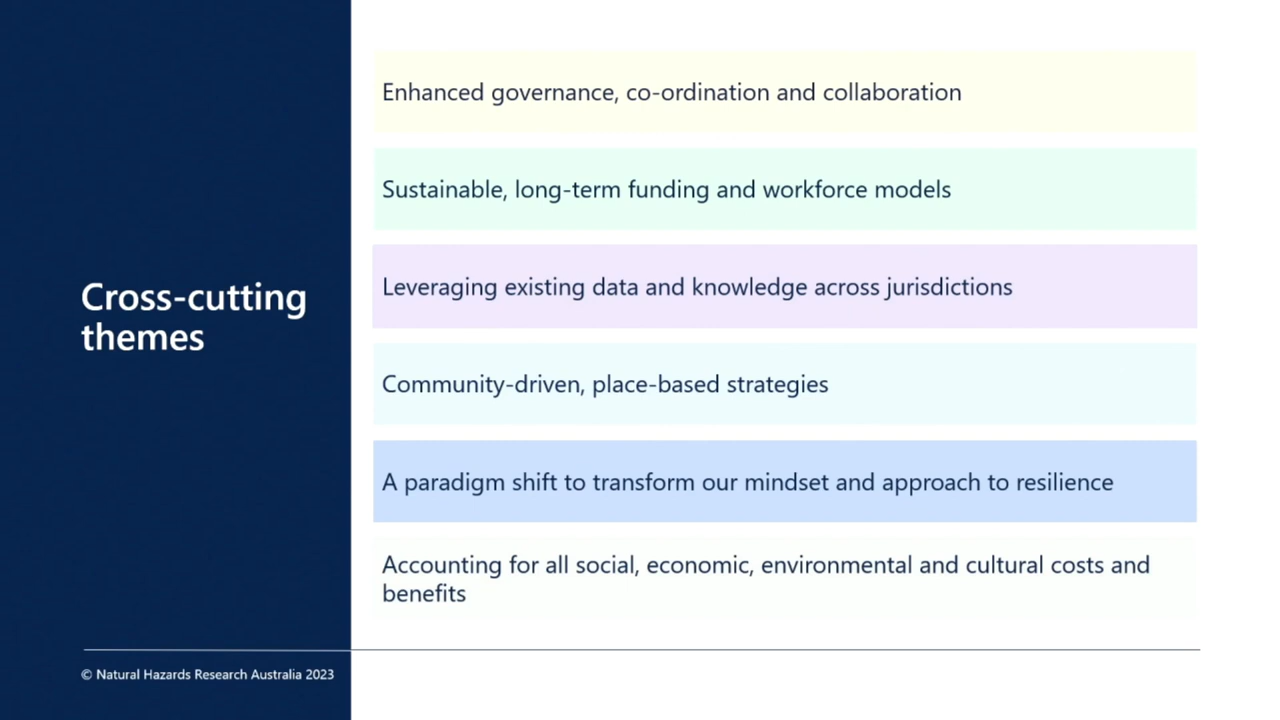 Cross-cutting
themes
Enhanced governance, co-ordination and collaboration
Sustainable, long-term funding and workforce models
Leveraging existing data and knowledge across jurisdictions
Community-driven, place-based strategies
A paradigm shift to transform our mindset and approach to resilience
Accounting for all social, economic, environmental and cultural costs and
benefits
© Natural Hazards Research Australia 2023